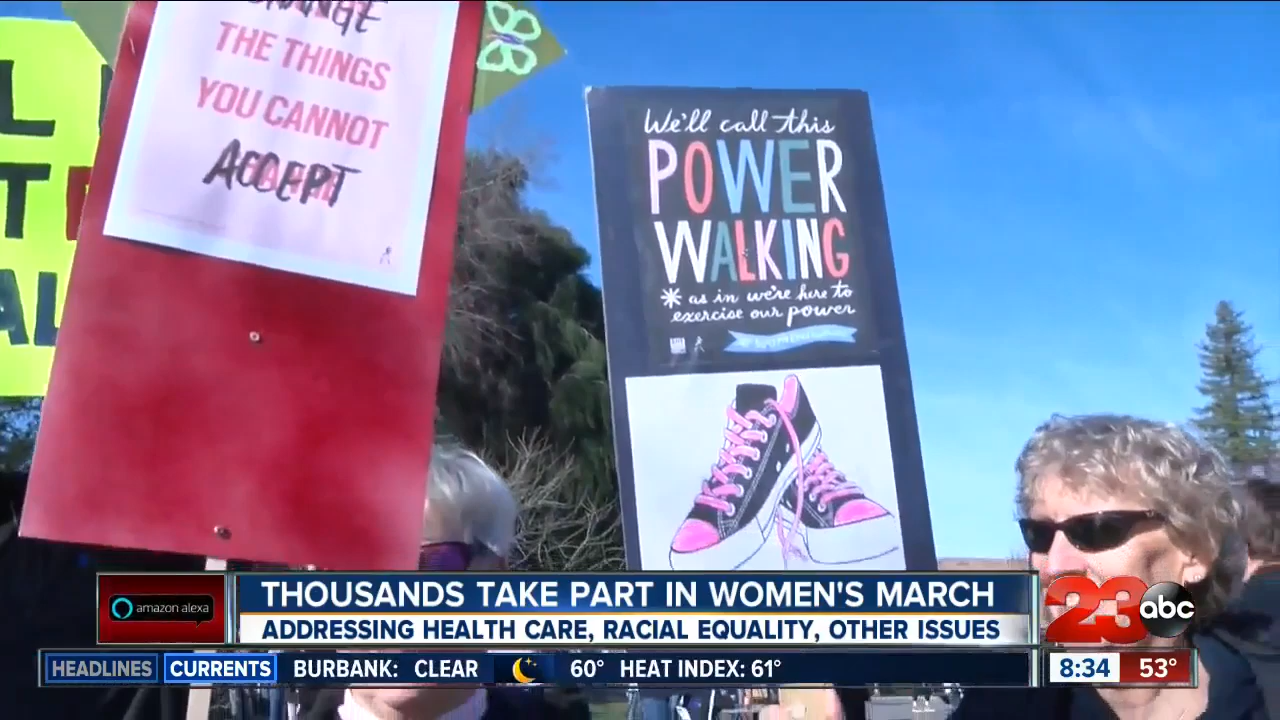 CHANGE
THE THINGS
YOU CANNOT
ACCEPT
We'll call this
POWER
WALKING
* as in we're here to
exercise our power
L
T
AL
amazon alexa
THOUSANDS TAKE PART IN WOMEN'S MARCH
ADDRESSING HEALTH CARE, RACIAL EQUALITY, OTHER ISSUES
23 abc
HEADLINES CURRENTS BURBANK: CLEAR 60° HEAT INDEX: 61°
8:34 53°